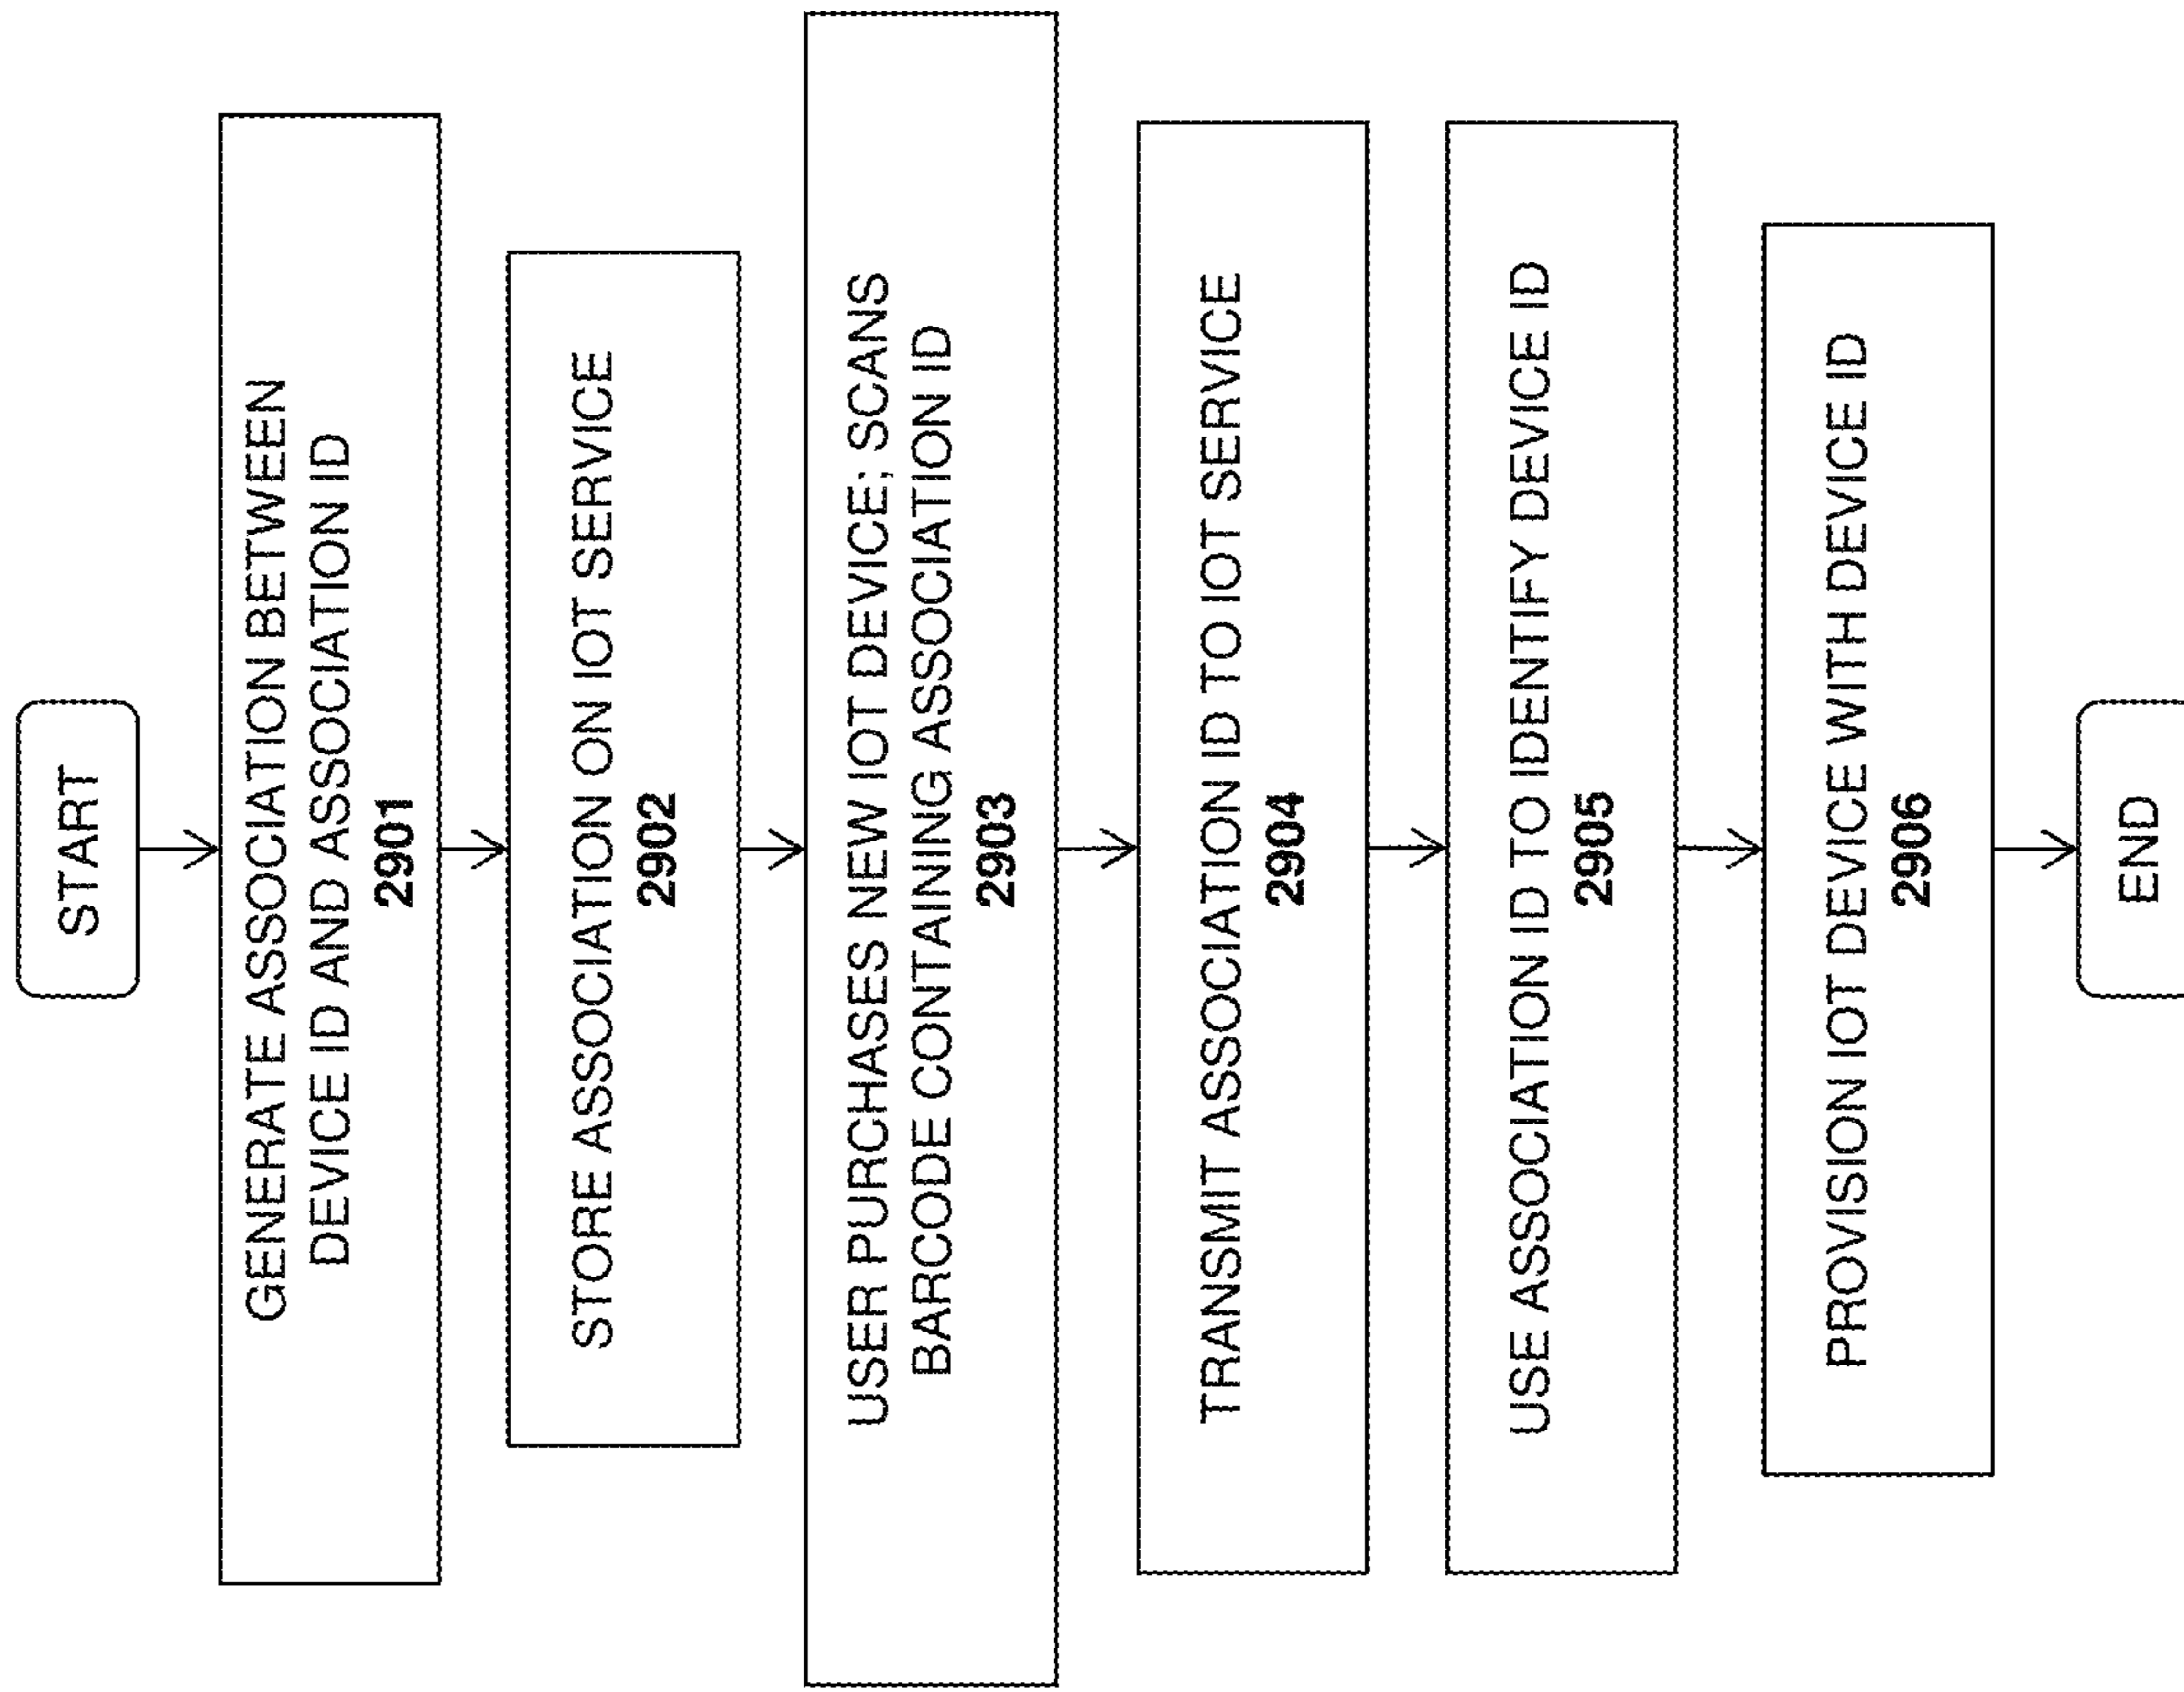 START
GENERATE ASSOCIATION BETWEEN
DEVICE ID AND ASSOCIATION ID
2901
STORE ASSOCIATION ON IOT SERVICE
2902
USER PURCHASES NEW IOT DEVICE; SCANS
BARCODE CONTAINING ASSOCIATION ID
2903
TRANSMIT ASSOCIATION ID TO IOT SERVICE
2904
USE ASSOCIATION ID TO IDENTIFY DEVICE ID
2905
PROVISION IOT DEVICE WITH DEVICE ID
2906
END